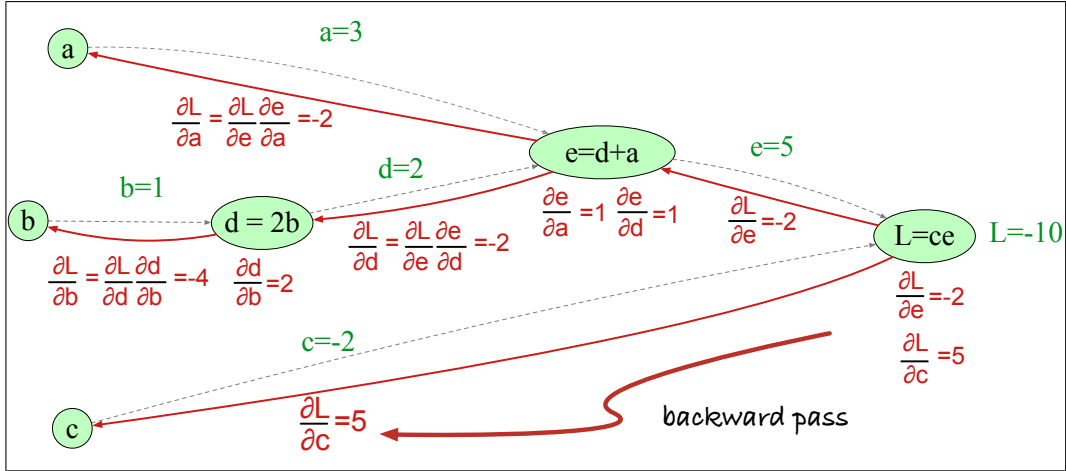 a=3
a
∂L/∂a = ∂L/∂e ∂e/∂a =-2
e=d+a
e=5
d=2
b=1
b
d = 2b
∂e/∂a =1 ∂e/∂d =1
∂L/∂e =-2
L=ce
L=-10
∂L/∂d = ∂L/∂e ∂e/∂d =-2
∂L/∂b = ∂L/∂d ∂d/∂b =-4
∂d/∂b =2
∂L/∂e =-2
c=-2
∂L/∂c =5
c
∂L/∂c =5
backward pass